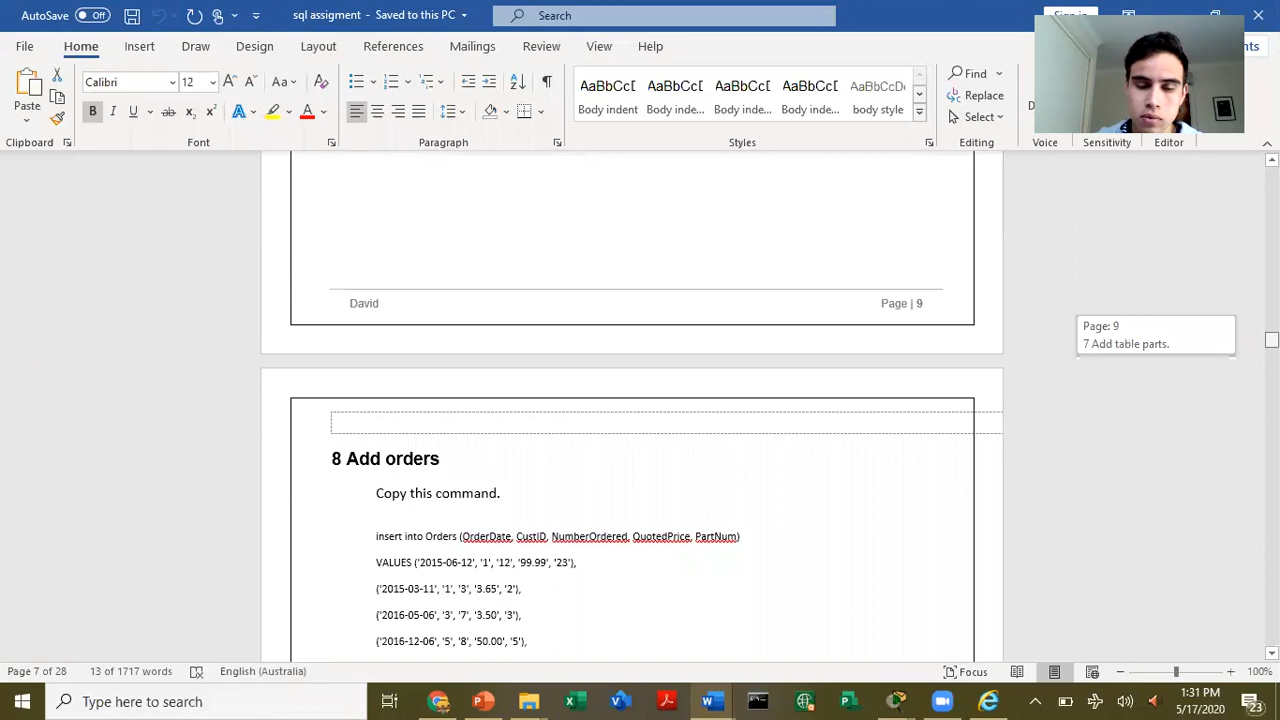 AutoSave Off sql assigment - Saved to this PC Search
File Home Insert Draw Design Layout References Mailings Review View Help
Calibri 12 Aa AaBbCcD AaBbCcD AaBbCcD AaBbCcD AaBbCcD Find
Paste Body indent Body inde... Body inde... Body inde... body style Replace
Select
Clipboard Font Paragraph Styles Editing Voice Sensitivity Editor
David Page | 9
Page: 9
7 Add table parts.
8 Add orders
Copy this command.
insert into Orders (OrderDate, CustID, NumberOrdered, QuotedPrice, PartNum)
VALUES ('2015-06-12', '1', '12', '99.99', '23'),
('2015-03-11', '1', '3', '3.65', '2'),
('2016-05-06', '3', '7', '3.50', '3'),
('2016-12-06', '5', '8', '50.00', '5'),
Page 7 of 28 13 of 1717 words English (Australia) Focus 100%
Type here to search 1:31 PM
5/17/2020 23